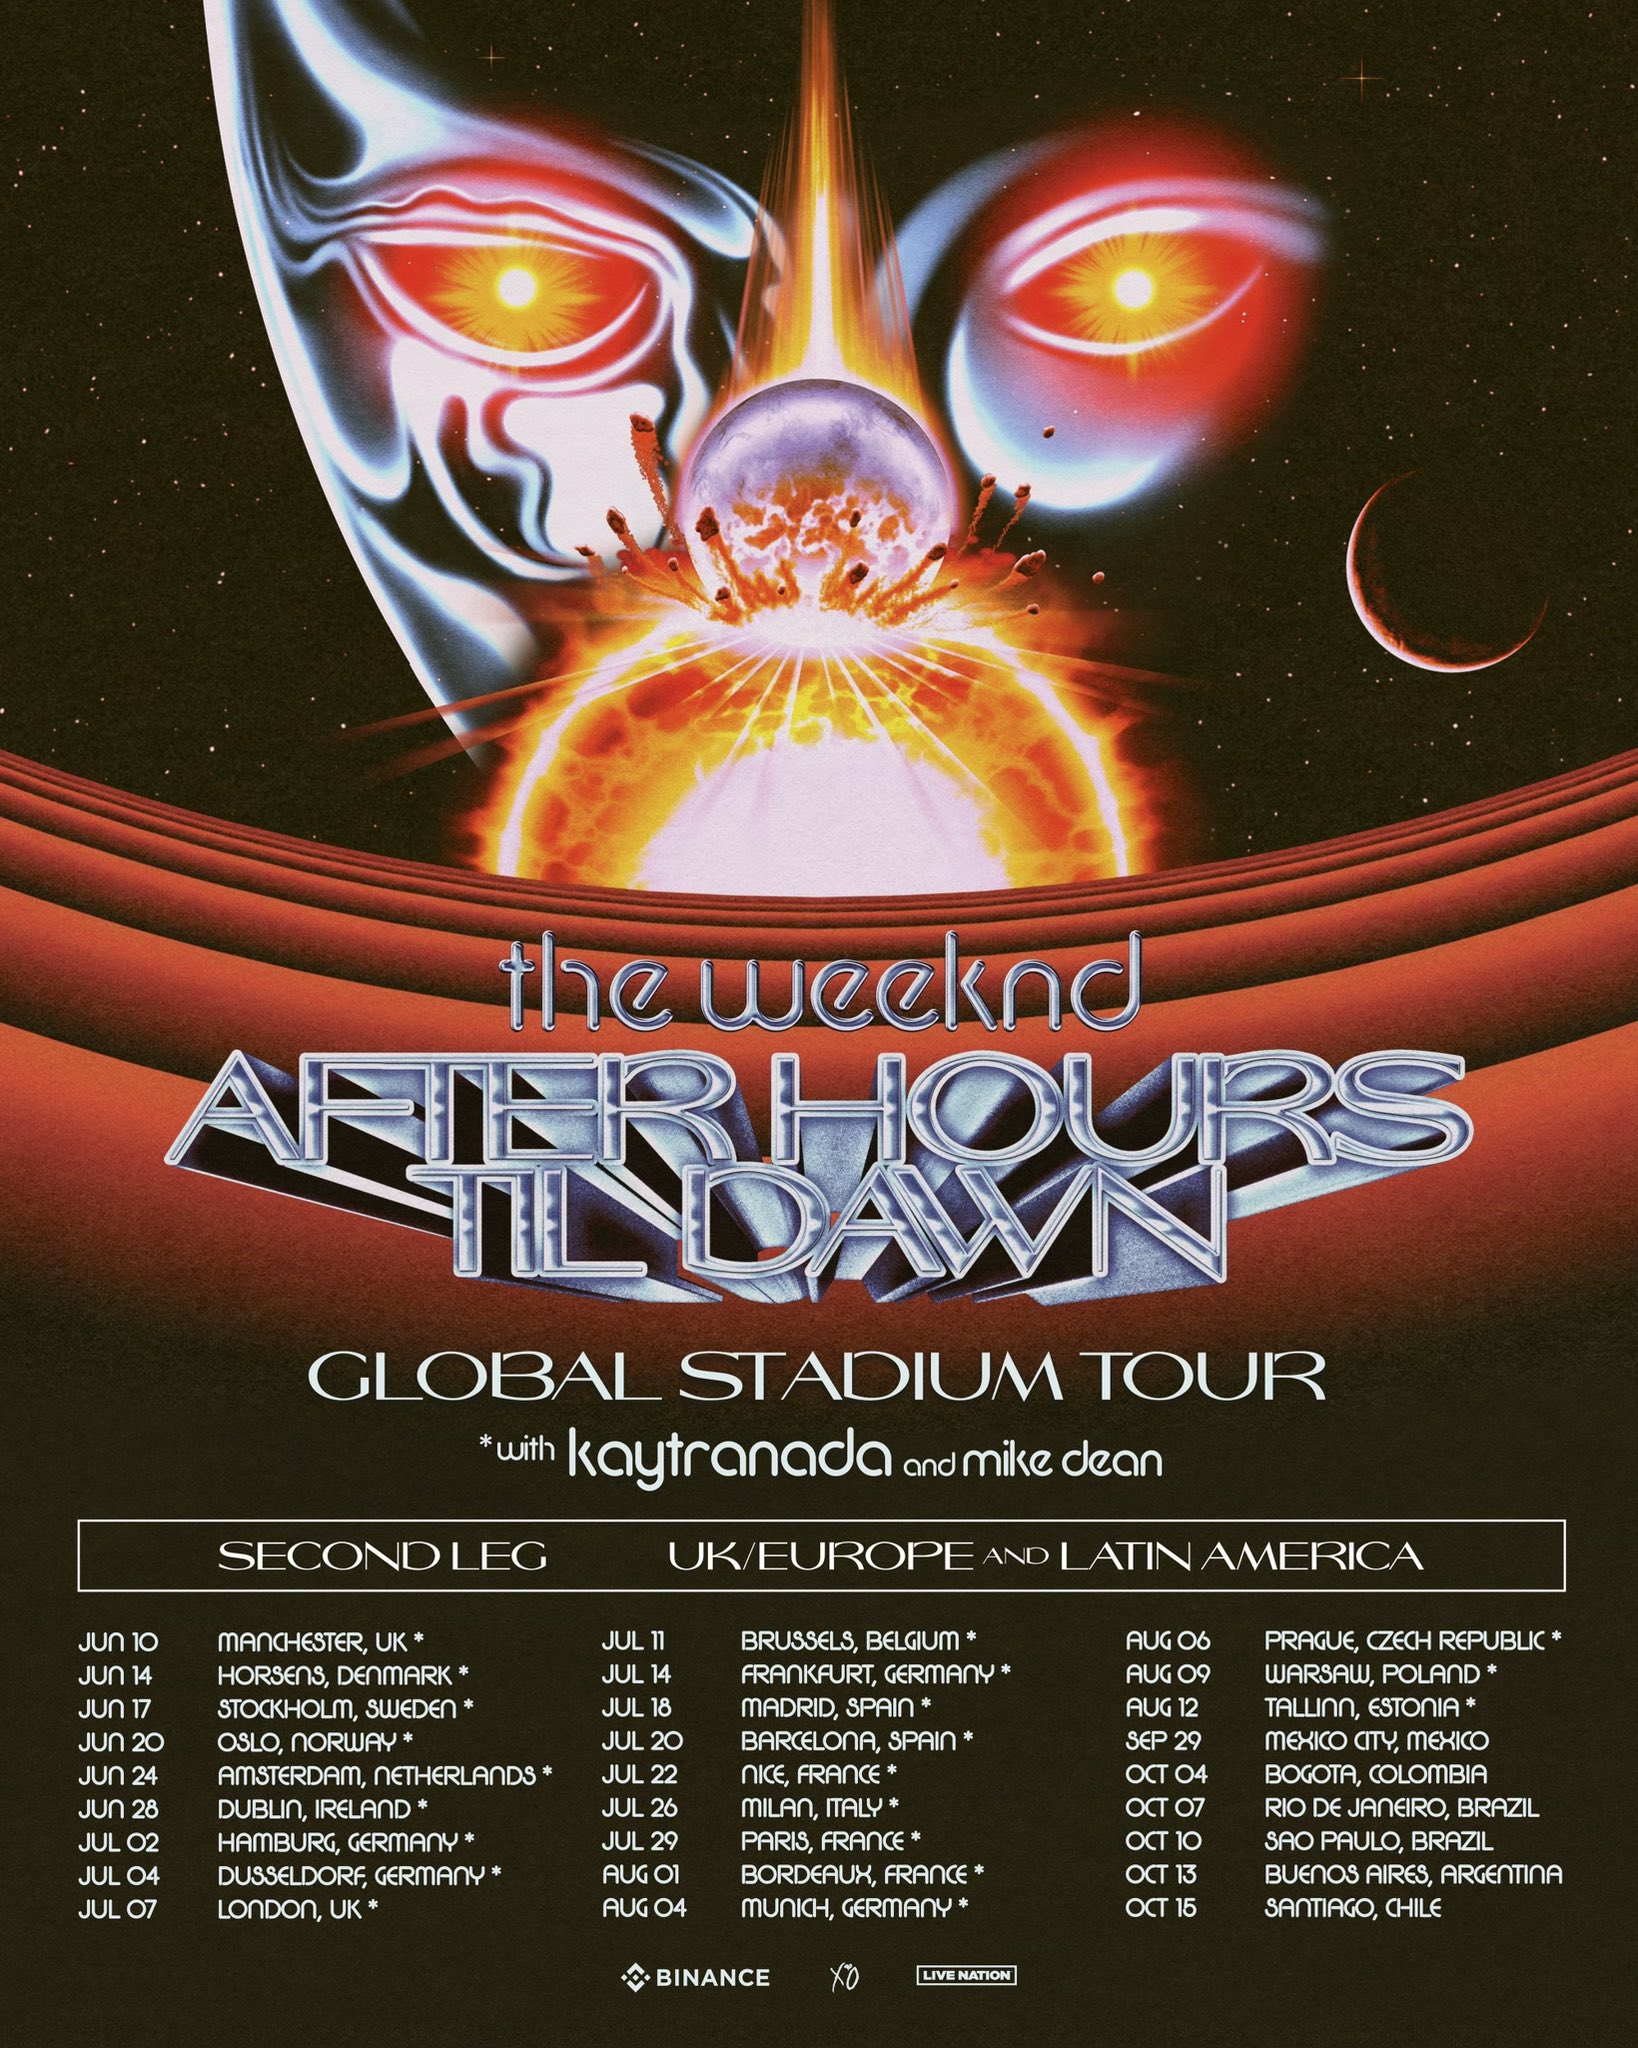 the weeknd
AFTER HOURS
TIL DAWN
GLOBAL STADIUM TOUR
*with kaytranada and mike dean
SECOND LEG UK/EUROPE AND LATIN AMERICA
JUN 10 MANCHESTER, UK *
JUN 14 HORSENS, DENMARK *
JUN 17 STOCKHOLM, SWEDEN *
JUN 20 OSLO, NORWAY *
JUN 24 AMSTERDAM, NETHERLANDS *
JUN 28 DUBLIN, IRELAND *
JUL 02 HAMBURG, GERMANY *
JUL 04 DUSSELDORF, GERMANY *
JUL 07 LONDON, UK *
JUL 11 BRUSSELS, BELGIUM *
JUL 14 FRANKFURT, GERMANY *
JUL 18 MADRID, SPAIN *
JUL 20 BARCELONA, SPAIN *
JUL 22 NICE, FRANCE *
JUL 26 MILAN, ITALY *
JUL 29 PARIS, FRANCE *
AUG 01 BORDEAUX, FRANCE *
AUG 04 MUNICH, GERMANY *
AUG 06 PRAGUE, CZECH REPUBLIC *
AUG 09 WARSAW, POLAND *
AUG 12 TALLINN, ESTONIA *
SEP 29 MEXICO CITY, MEXICO
OCT 04 BOGOTA, COLOMBIA
OCT 07 RIO DE JANEIRO, BRAZIL
OCT 10 SAO PAULO, BRAZIL
OCT 13 BUENOS AIRES, ARGENTINA
OCT 15 SANTIAGO, CHILE
BINANCE XO LIVE NATION